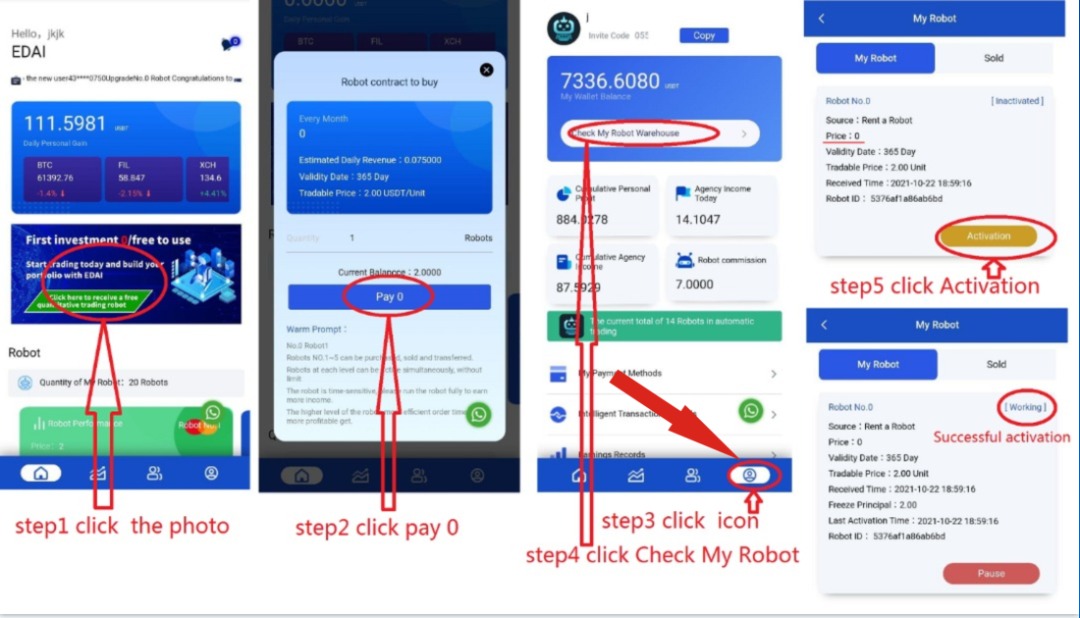 Hello, jkjk
EDAI
0
- the new user43****0750UpgradeNo.0 Robot Congratulations to
111.5981 USDT
Daily Personal Gain
BTC
61392.76
-1.4% ↓
FIL
58.847
-2.15% ↓
XCH
134.6
+4.41%
First investment 0/free to use
Start trading today and build your
portfolio with EDAI
Click here to receive a free
quantitative trading robot
Robot
Quantity of My Robot: 20 Robots
Robot Performance
Price: 2
Robot No.1
step1 click the photo
Daily Personal Gain
BTC
FIL
XCH
Robot contract to buy
Every Month
0
Estimated Daily Revenue : 0.075000
Validity Date : 365 Day
Tradable Price : 2.00 USDT/Unit
Quantity
1
Robots
Current Balancce : 2.0000
Pay 0
Warm Prompt :
No.0 Robot1
Robots NO.1~5 can be purchased, sold and transferred.
Robots at each level can be active simultaneously, without
limit
The robot is time-sensitive, please run the robot fully to earn
more income.
The higher level of the robot, more efficient order time,
more profitable get.
step2 click pay 0
Invite Code 055
Copy
7336.6080 USDT
My Wallet Balance
Check My Robot Warehouse
Cumulative Personal
Profit
884.0278
Agency Income
Today
14.1047
Cumulative Agency
Income
87.5929
Robot commission
7.0000
The current total of 14 Robots in automatic
trading
My Payment Methods
Intelligent Transaction
Earnings Records
step3 click icon
step4 click Check My Robot
My Robot
My Robot
Sold
Robot No.0
[ Inactivated ]
Source : Rent a Robot
Price : 0
Validity Date : 365 Day
Tradable Price : 2.00 Unit
Received Time : 2021-10-22 18:59:16
Robot ID : 5376af1a86ab6bd
Activation
step5 click Activation
My Robot
My Robot
Sold
Robot No.0
[ Working ]
Successful activation
Source : Rent a Robot
Price : 0
Validity Date : 365 Day
Tradable Price : 2.00 Unit
Received Time : 2021-10-22 18:59:16
Freeze Principal : 2.00
Last Activation Time : 2021-10-22 18:59:16
Robot ID : 5376af1a86ab6bd
Pause